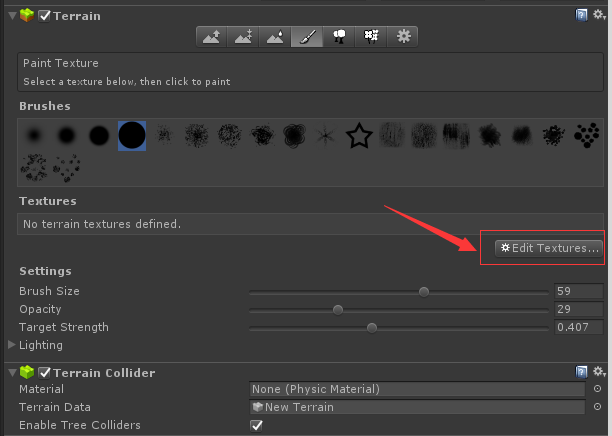 Terrain
Paint Texture
Select a texture below, then click to paint
Brushes
Textures
No terrain textures defined.
Edit Textures...
Settings
Brush Size 59
Opacity 29
Target Strength 0.407
Lighting
Terrain Collider
Material None (Physic Material)
Terrain Data New Terrain
Enable Tree Colliders